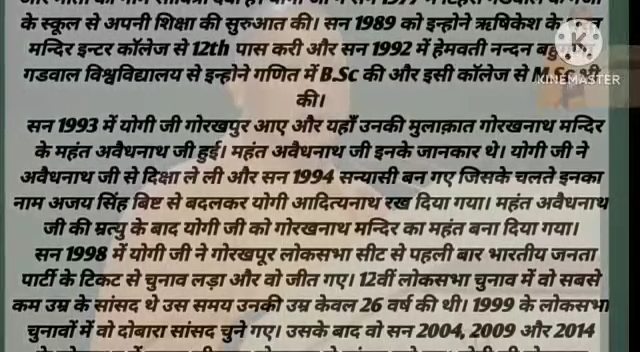 के स्कूल से अपनी शिक्षा की सुरुआत की। सन 1989 को इन्होने ऋषिकेश के
मन्दिर इन्टर कॉलेज से 12th पास करी और सन 1992 में हेमवती नन्दन
गडवाल विश्वविद्यालय से इन्होने गणित में B.Sc की और इसी कॉलेज से
KINEMASTER
की।
सन 1993 में योगी जी गोरखपुर आए और यहाँ उनकी मुलाक़ात गोरखनाथ मन्दिर
के महंत अवैधनाथ जी हुई। महंत अवैधनाथ जी इनके जानकार थे। योगी जी ने
अवैधनाथ जी से दिक्षा ले ली और सन 1994 सन्यासी बन गए जिसके चलते इनका
नाम अजय सिंह बिष्ट से बदलकर योगी आदित्यनाथ रख दिया गया। महंत अवैधनाथ
जी की म्रत्यु के बाद योगी जी को गोरखनाथ मन्दिर का महंत बना दिया गया।
सन 1998 में योगी जी ने गोरखपूर लोकसभा सीट से पहली बार भारतीय जनता
पार्टी के टिकट से चुनाव लड़ा और वो जीत गए। 12वीं लोकसभा चुनाव में वो सबसे
कम उम्र के सांसद थे उस समय उनकी उम्र केवल 26 वर्ष की थी। 1999 के लोकसभा
चुनावों में वो दोबारा सांसद चुने गए। उसके बाद वो सन 2004, 2009 और 2014